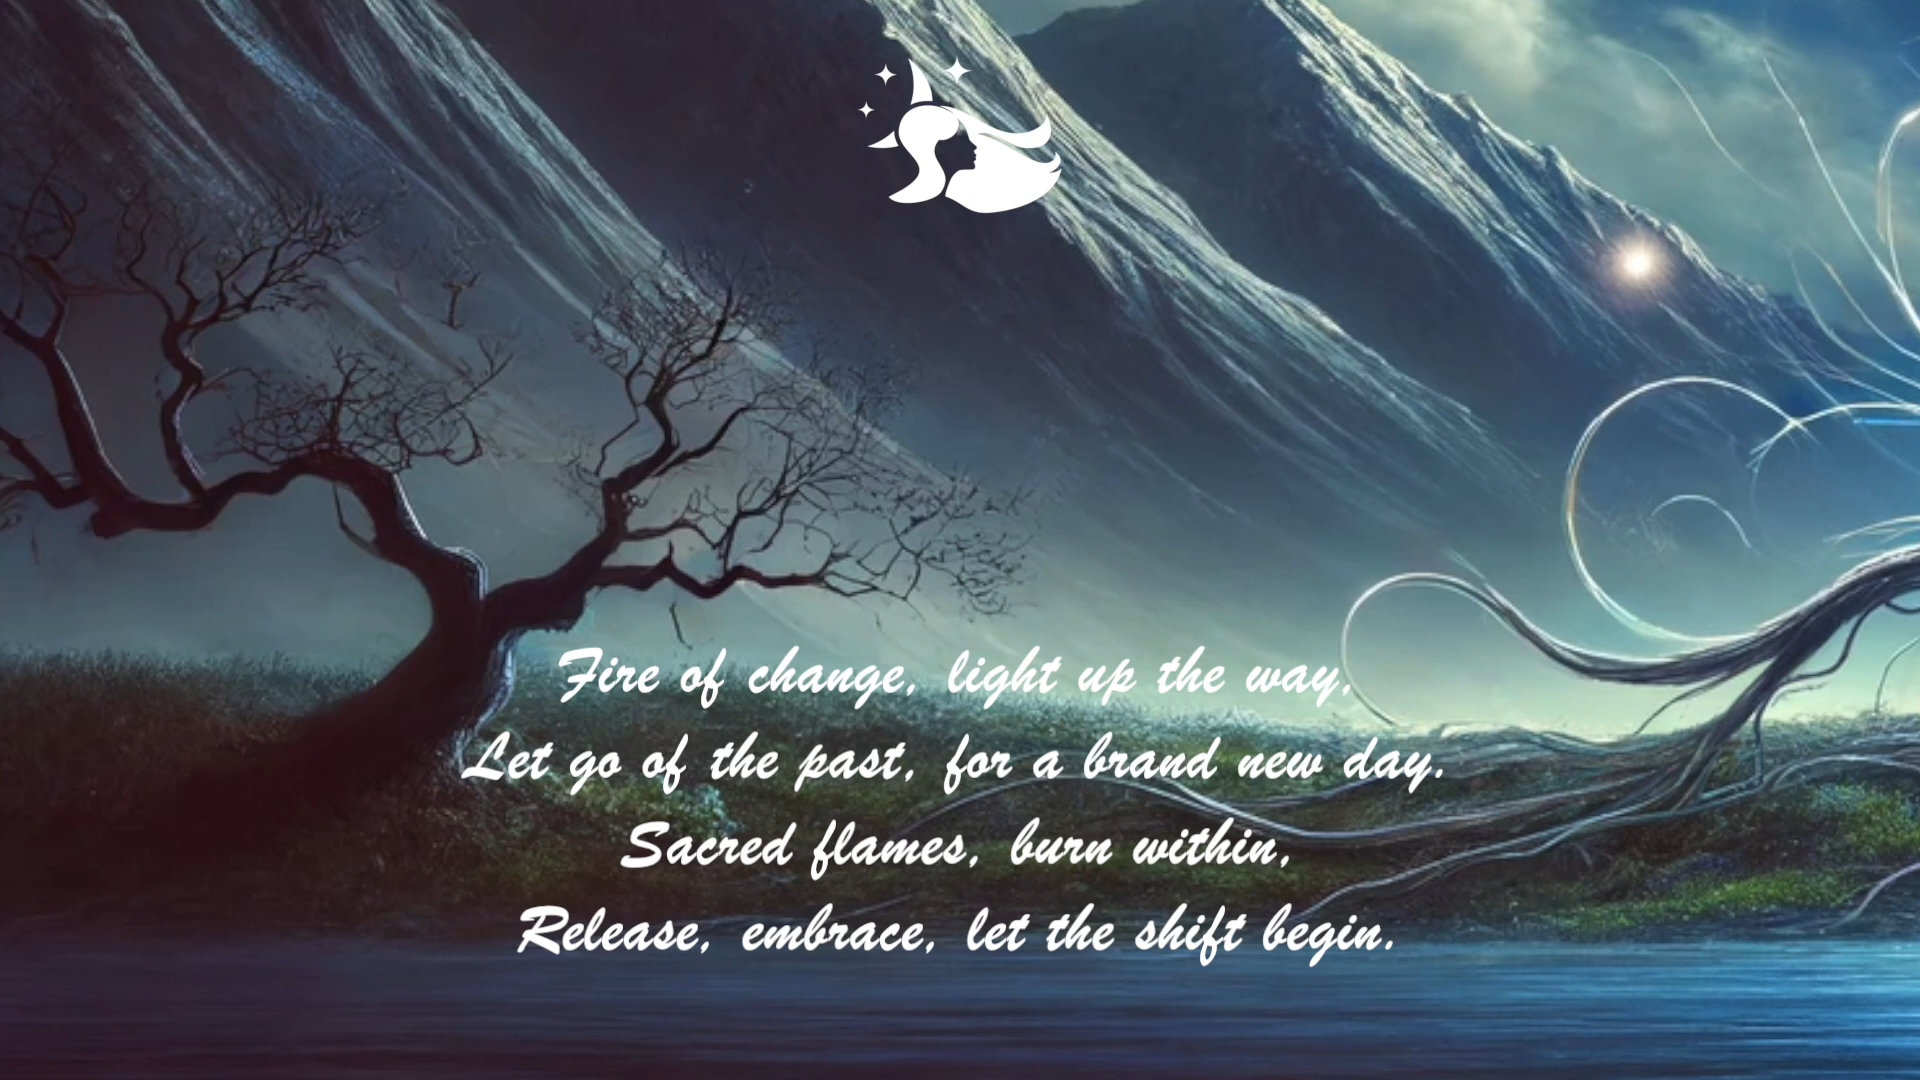 Fire of change, light up the way,
Let go of the past, for a brand new day.
Sacred flames, burn within,
Release, embrace, let the shift begin.